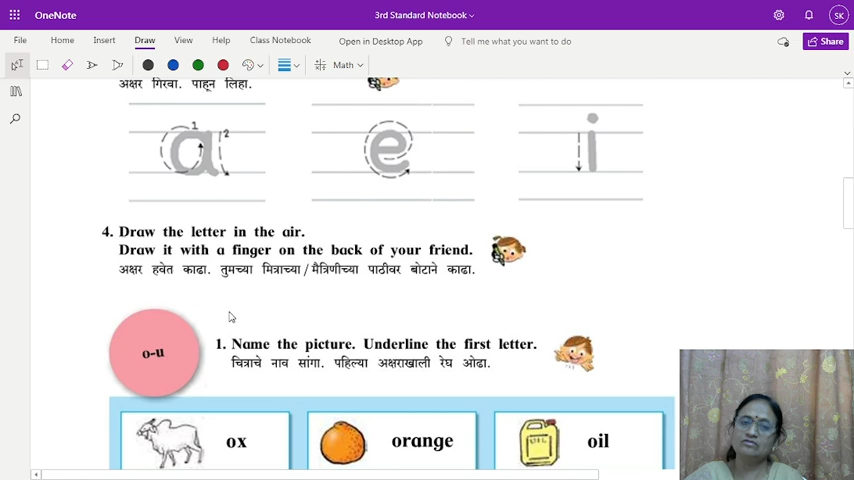 OneNote
3rd Standard Notebook
SK
File Home Insert Draw View Help Class Notebook Open in Desktop App Tell me what you want to do Share
Math
अक्षर गिरवा. पाहून लिहा.
1 2
a e i
4. Draw the letter in the air.
Draw it with a finger on the back of your friend.
अक्षर हवेत काढा. तुमच्या मित्राच्या / मैत्रिणीच्या पाठीवर बोटाने काढा.
o-u
1. Name the picture. Underline the first letter.
चित्राचे नाव सांगा. पहिल्या अक्षराखाली रेघ ओढा.
ox orange OIL oil